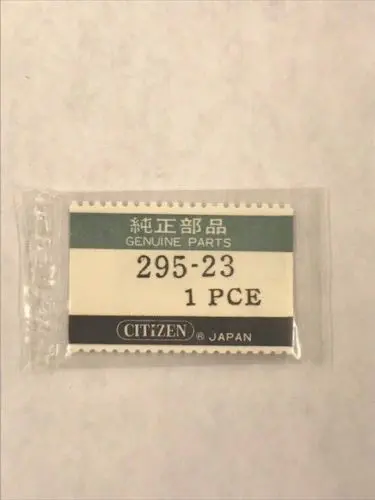 純正部品
GENUINE PARTS
295-23
1 PCE
CITIZEN ® JAPAN